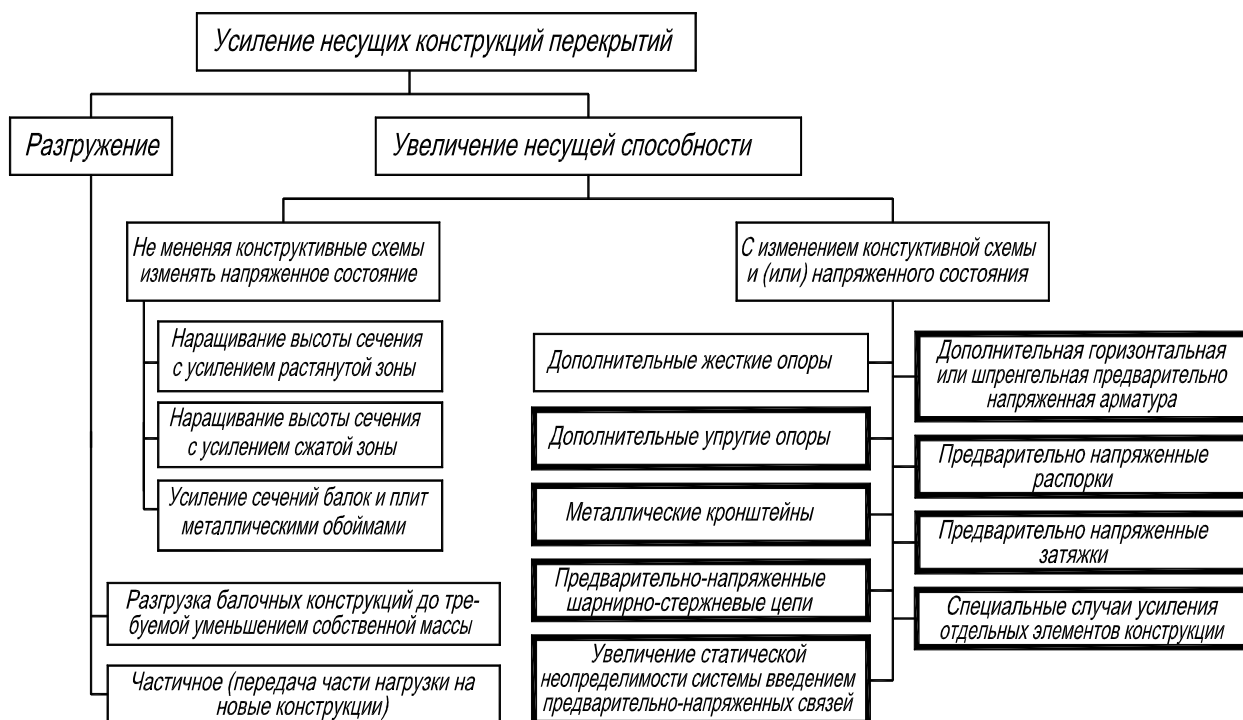 Усиление несущих конструкций перекрытий
Разгружение
Увеличение несущей способности
Не мененяя конструктивные схемы
изменять напряженное состояние
С изменением констуктивной схемы
и (или) напряженного состояния
Наращивание высоты сечения
с усилением растянутой зоны
Наращивание высоты сечения
с усилением сжатой зоны
Усиление сечений балок и плит
металлическими обоймами
Дополнительные жесткие опоры
Дополнительные упругие опоры
Металлические кронштейны
Предварительно-напряженные
шарнирно-стержневые цепи
Увеличение статической
неопределимости системы введением
предварительно-напряженных связей
Дополнительная горизонтальная
или шпренгельная предварительно
напряженная арматура
Предварительно напряженные
распорки
Предварительно напряженные
затяжки
Специальные случаи усиления
отдельных элементов конструкции
Разгрузка балочных конструкций до тре-
буемой уменьшением собственной массы
Частичное (передача части нагрузки на
новые конструкции)